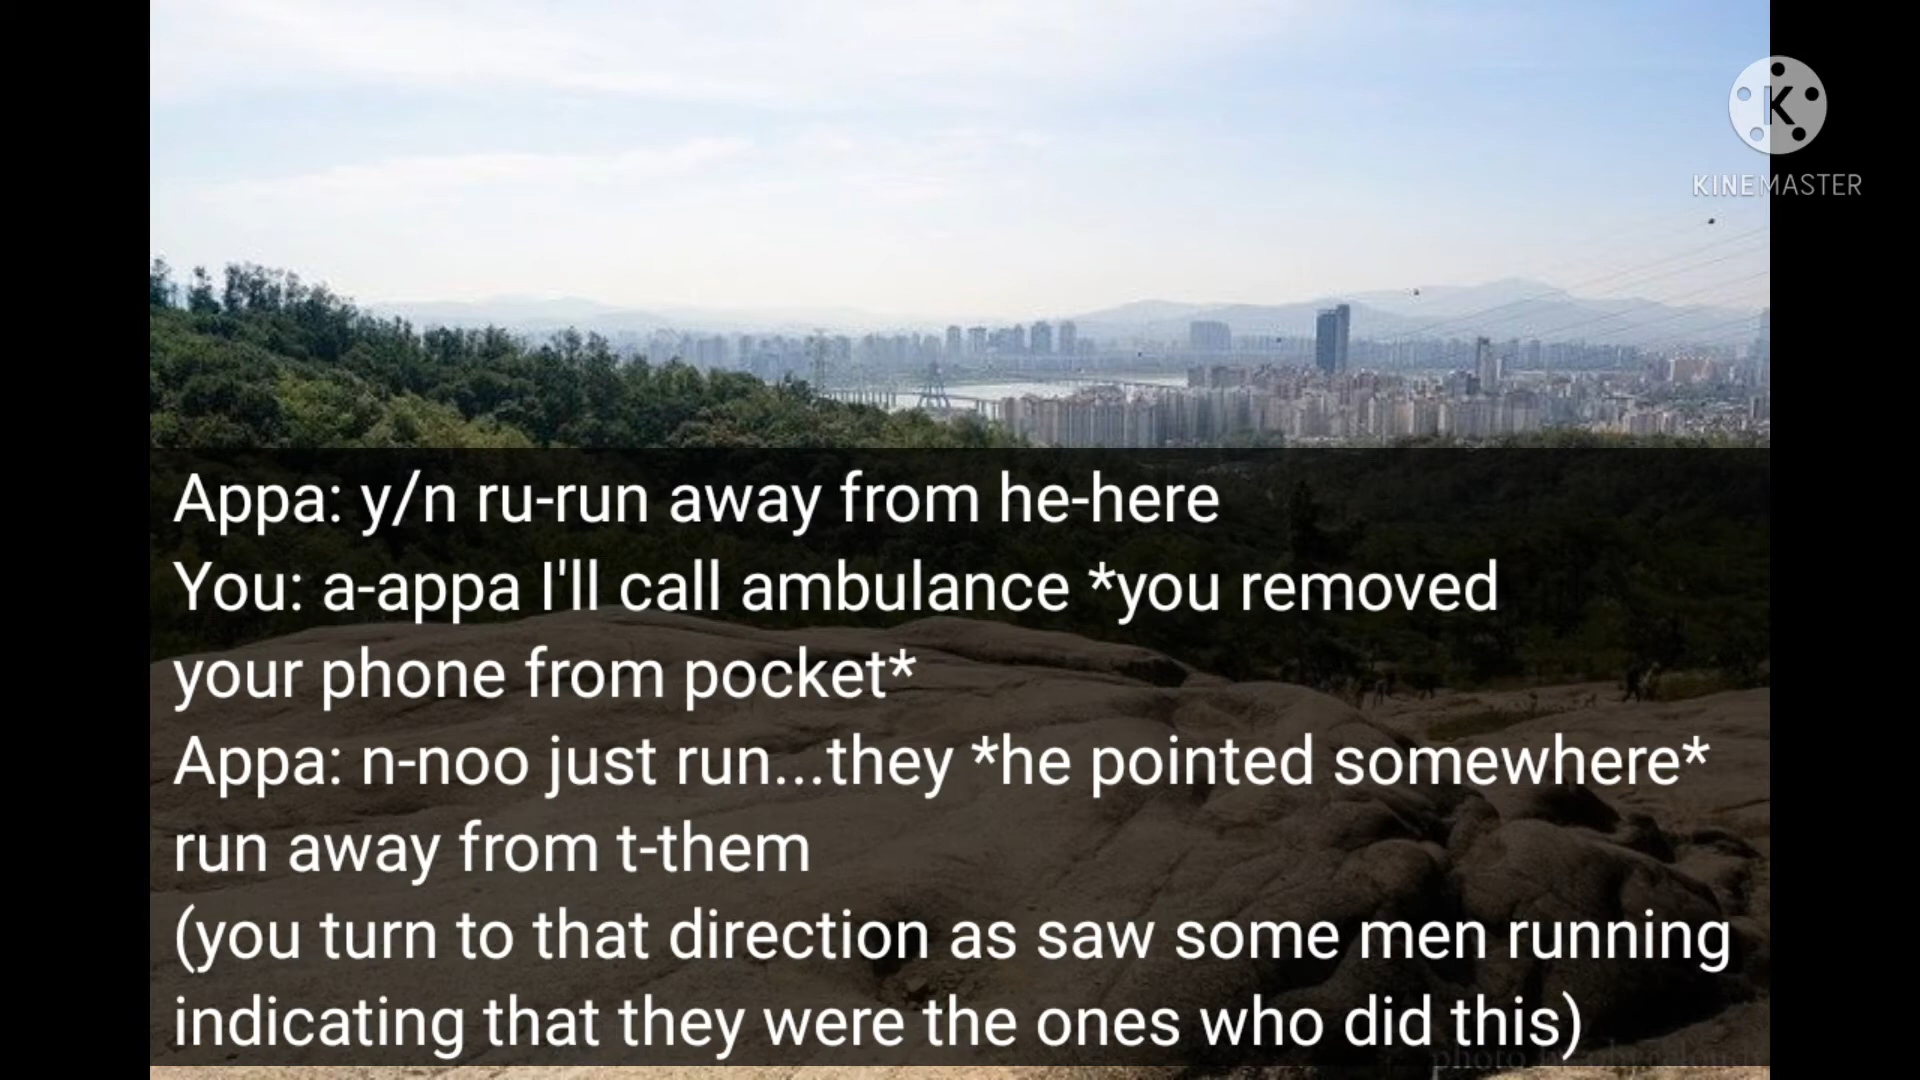 KINEMASTER
Appa: y/n ru-run away from he-here
You: a-appa I'll call ambulance *you removed
your phone from pocket*
Appa: n-noo just run...they *he pointed somewhere*
run away from t-them
(you turn to that direction as saw some men running
indicating that they were the ones who did this)
photo